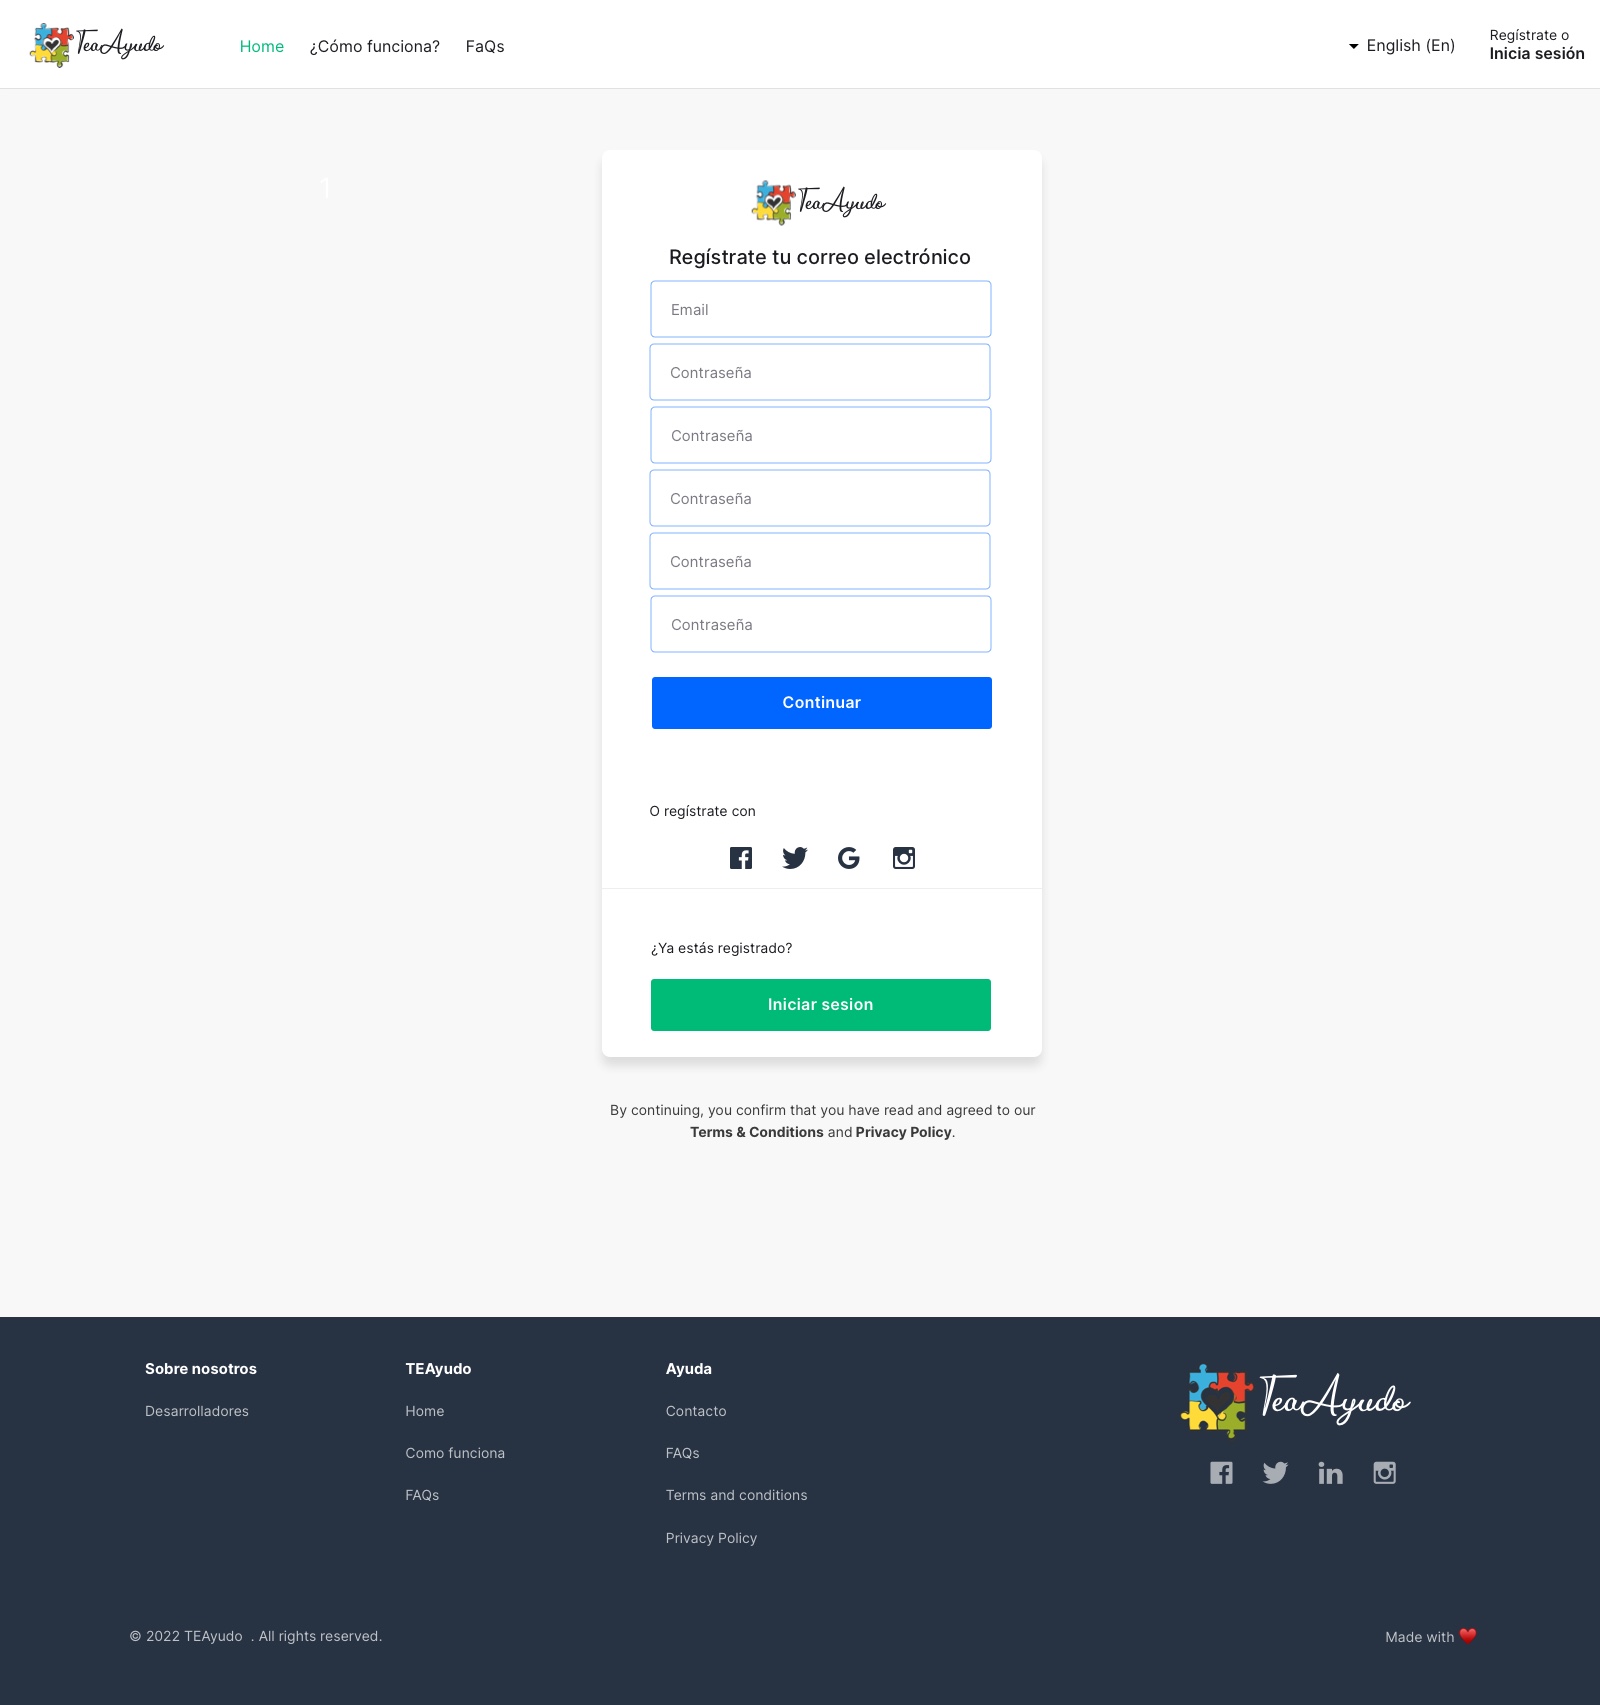 TeaAyudo
Home ¿Cómo funciona? FaQs
English (En)
Regístrate o
Inicia sesión
1
TeaAyudo
Regístrate tu correo electrónico
Email
Contraseña
Contraseña
Contraseña
Contraseña
Contraseña
Continuar
O regístrate con
¿Ya estás registrado?
Iniciar sesion
By continuing, you confirm that you have read and agreed to our
Terms & Conditions and Privacy Policy.
Sobre nosotros
Desarrolladores
TEAyudo
Home
Como funciona
FAQs
Ayuda
Contacto
FAQs
Terms and conditions
Privacy Policy
TeaAyudo
© 2022 TEAyudo . All rights reserved.
Made with ❤️